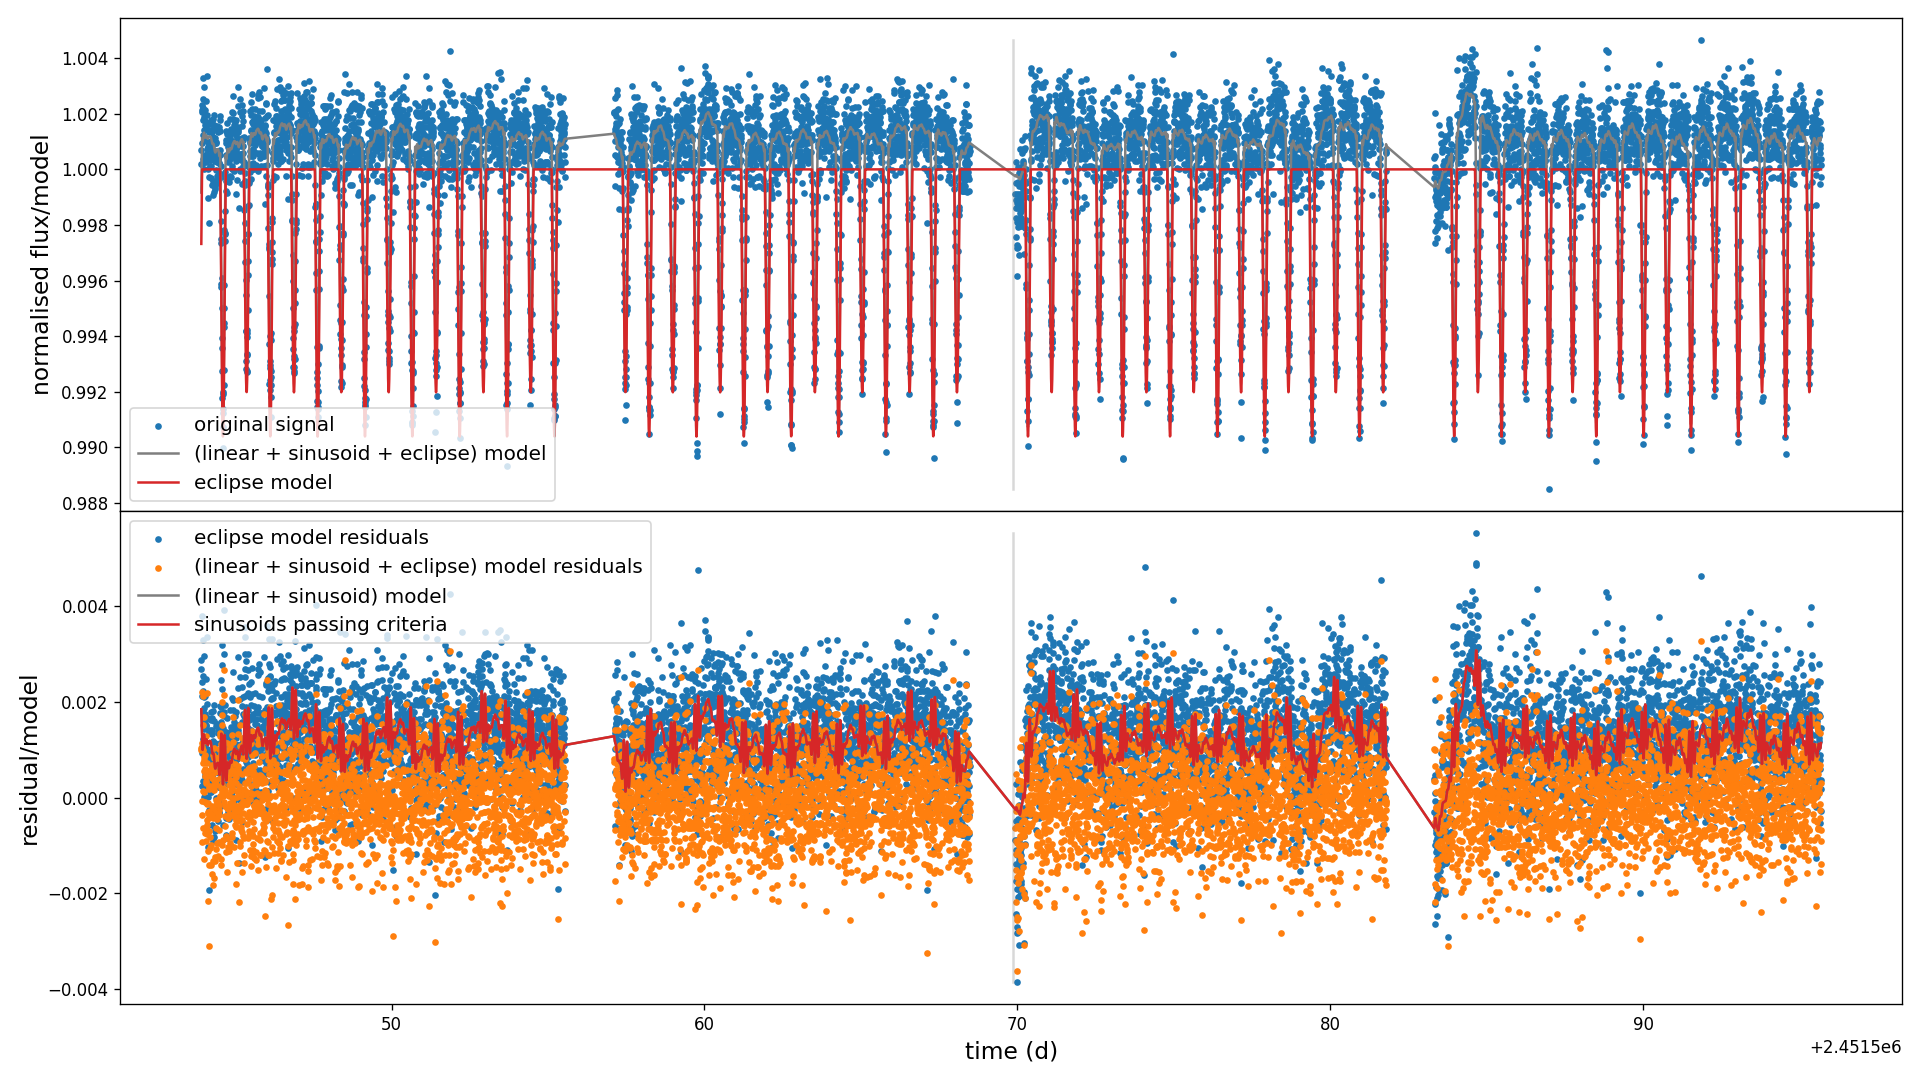 1.004
1.002
1.000
0.998
0.996
0.994
0.992
0.990
0.988
normalised flux/model
original signal
(linear + sinusoid + eclipse) model
eclipse model
eclipse model residuals
(linear + sinusoid + eclipse) model residuals
(linear + sinusoid) model
sinusoids passing criteria
0.004
0.002
0.000
−0.002
−0.004
residual/model
50 60 70 80 90
time (d)
+2.4515e6